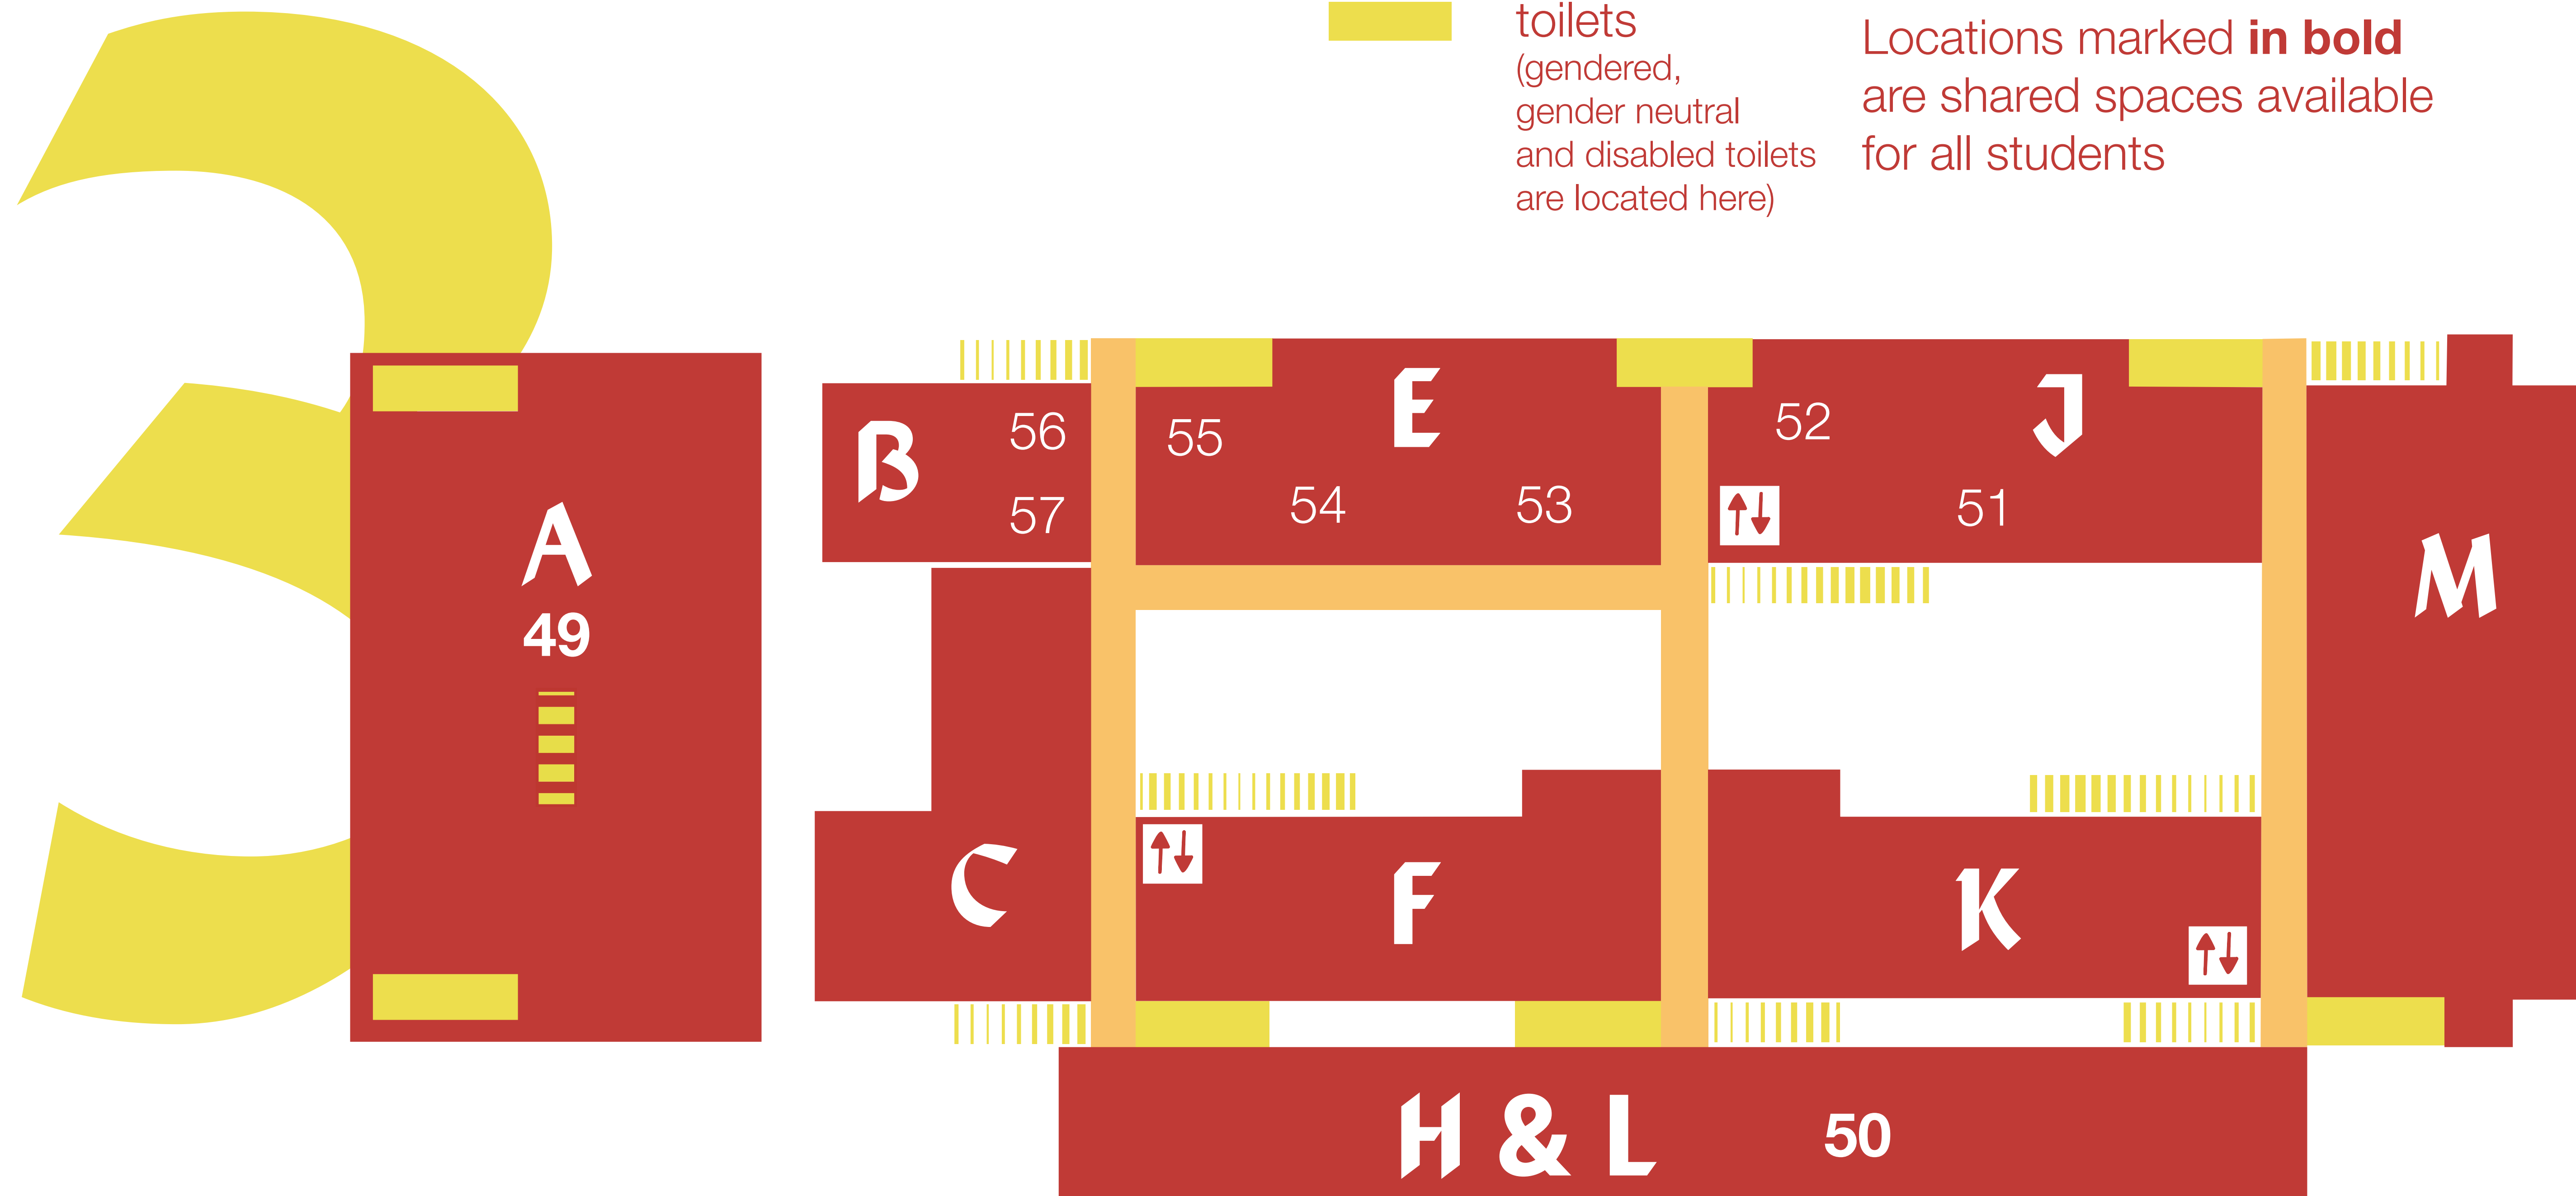 3
toilets
(gendered,
gender neutral
and disabled toilets
are located here)
Locations marked in bold
are shared spaces available
for all students
A
49
B
56
57
55
E
54
53
52
J
51
M
C
F
K
H & L
50